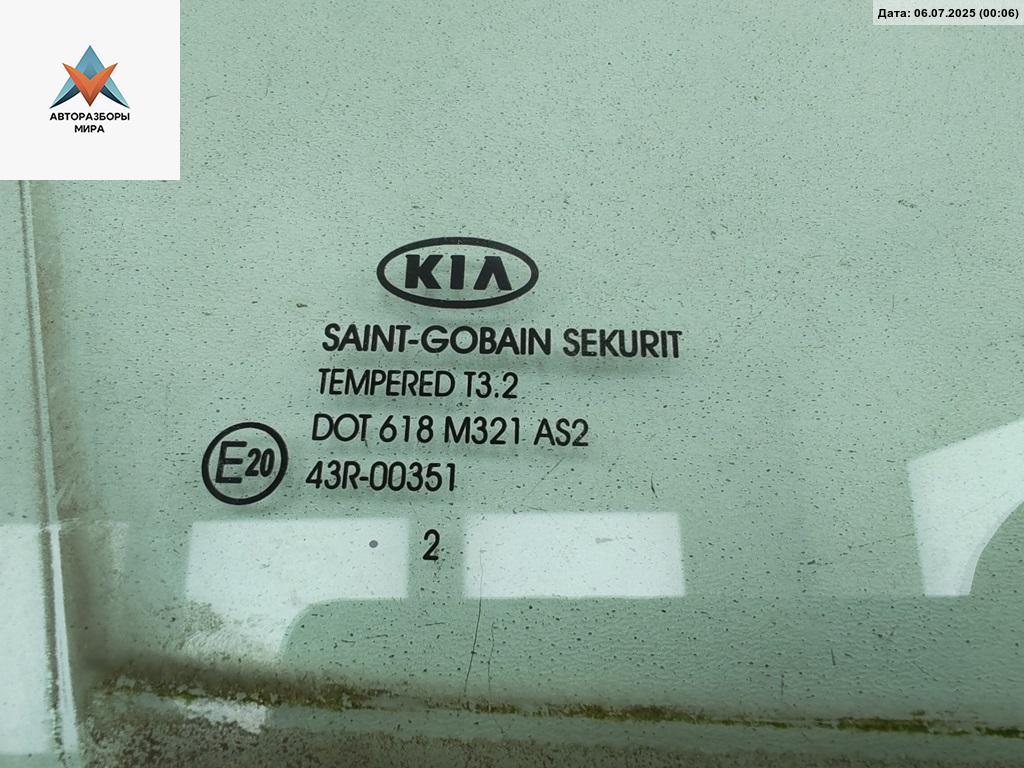 Дата: 06.07.2025 (00:06)
АВТОРАЗБОРЫ
МИРА
KIA
SAINT-GOBAIN SEKURIT
TEMPERED T3.2
DOT 618 M321 AS2
E20 43R-00351
. 2